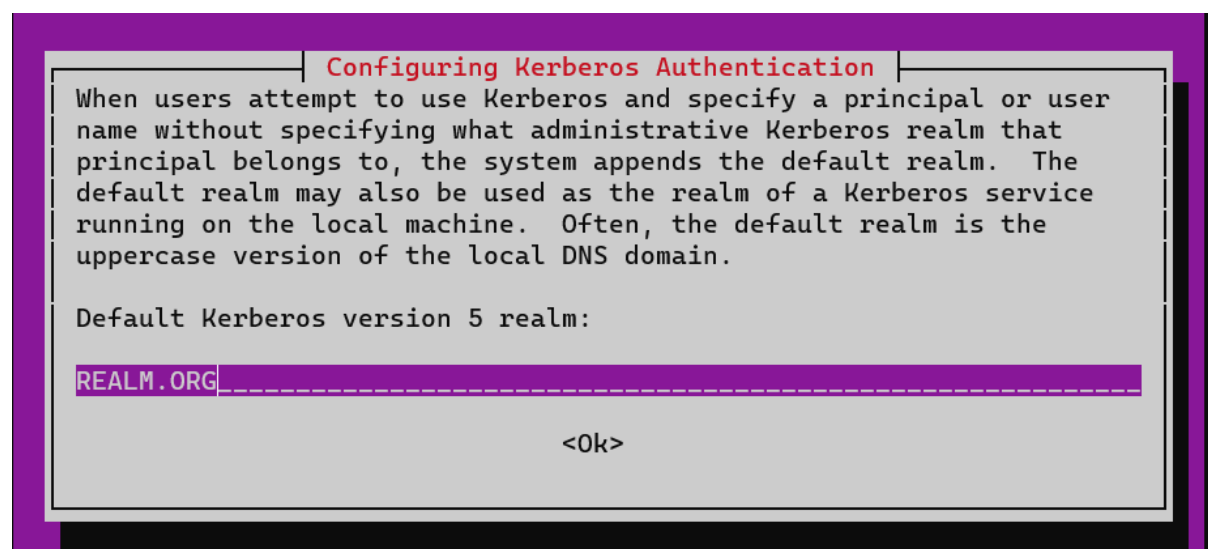 Configuring Kerberos Authentication
When users attempt to use Kerberos and specify a principal or user
name without specifying what administrative Kerberos realm that
principal belongs to, the system appends the default realm.  The
default realm may also be used as the realm of a Kerberos service
running on the local machine.  Often, the default realm is the
uppercase version of the local DNS domain.
Default Kerberos version 5 realm:
REALM.ORG
<Ok>